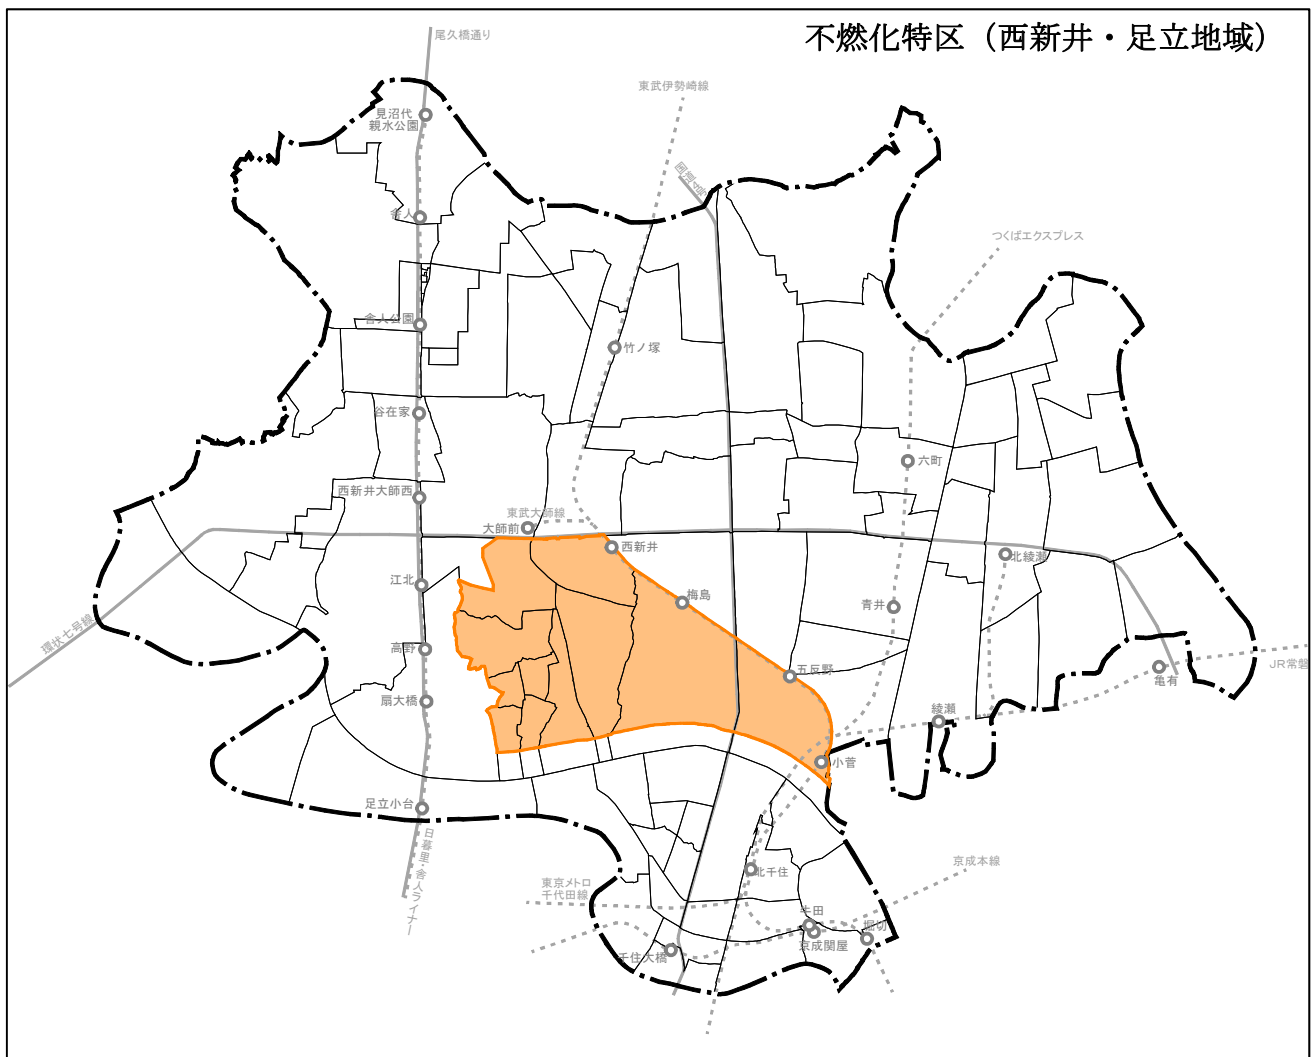 不燃化特区（西新井・足立地域）
尾久橋通り
東武伊勢崎線
見沼代
親水公園
国道4号
舎人
つくばエクスプレス
舎人公園
竹ノ塚
谷在家
六町
西新井大師西
東武大師線
大師前
西新井
北綾瀬
江北
梅島
青井
環状七号線
高野
五反野
JR常磐
亀有
扇大橋
綾瀬
小菅
足立小台
日暮里・舎人ライナー
京成本線
北千住
東京メトロ
千代田線
牛田
堀切
京成関屋
千住大橋